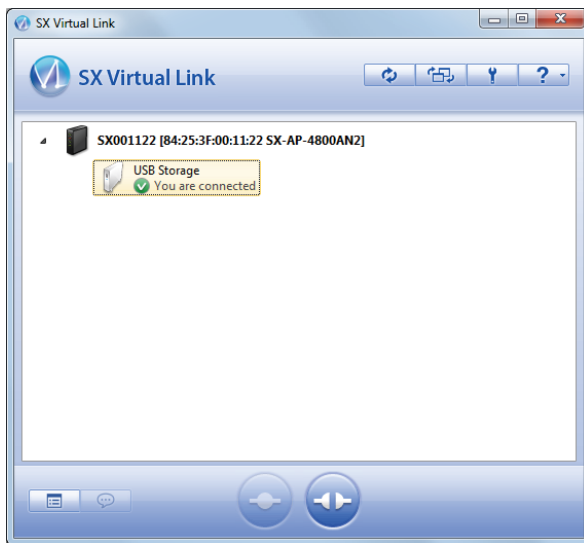 SX Virtual Link
SX Virtual Link
?
SX001122 [84:25:3F:00:11:22 SX-AP-4800AN2]
USB Storage
You are connected